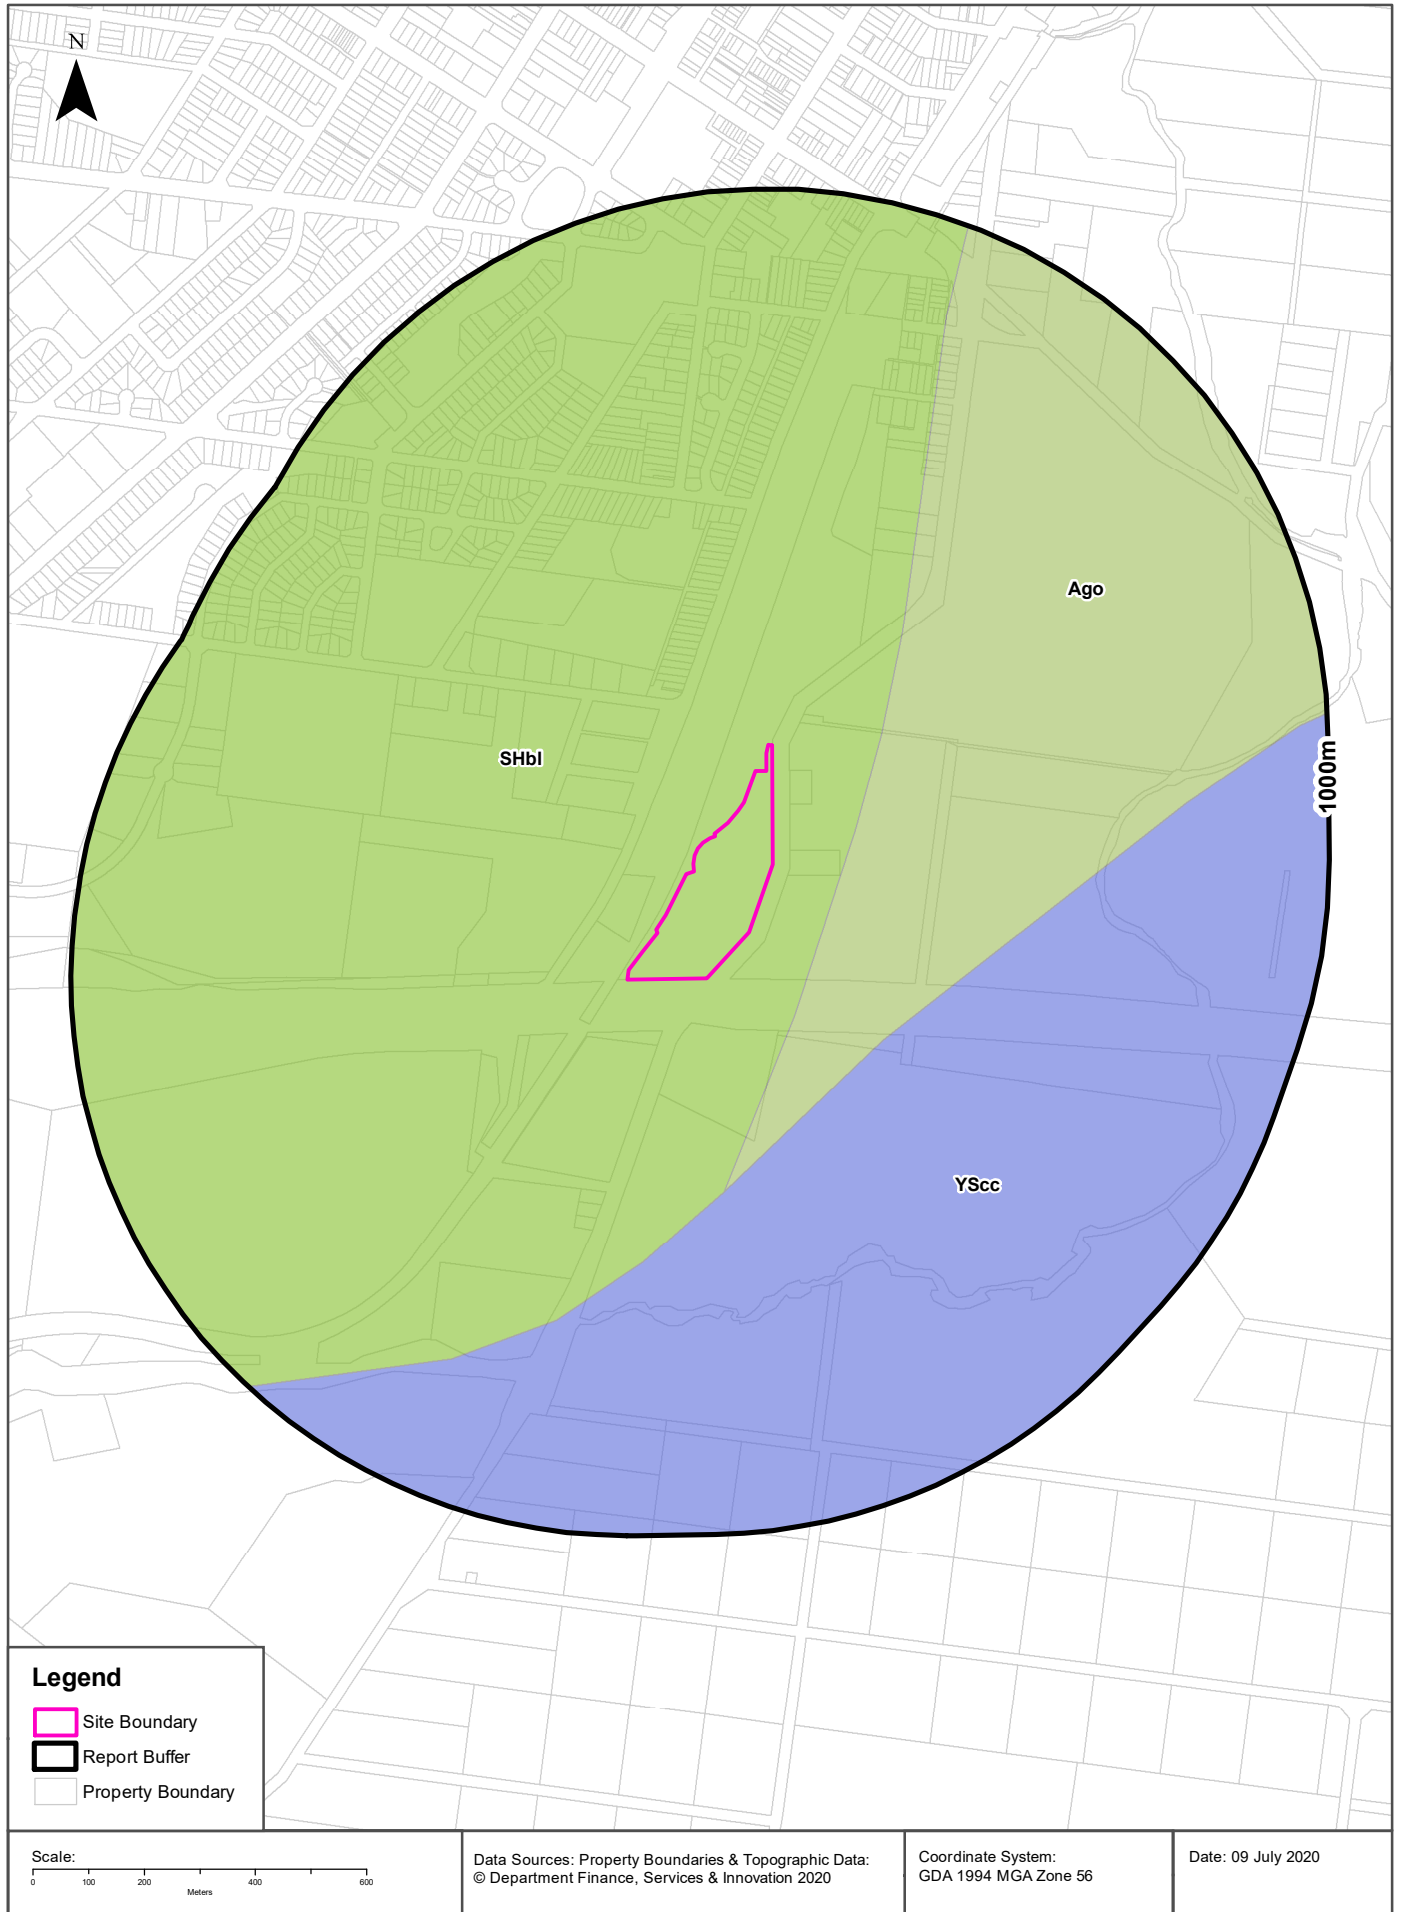 N
Ago
SHbl
1000m
YScc
Legend
Site Boundary
Report Buffer
Property Boundary
Scale:
0 100 200 400 600
Meters
Data Sources: Property Boundaries & Topographic Data:
© Department Finance, Services & Innovation 2020
Coordinate System:
GDA 1994 MGA Zone 56
Date: 09 July 2020